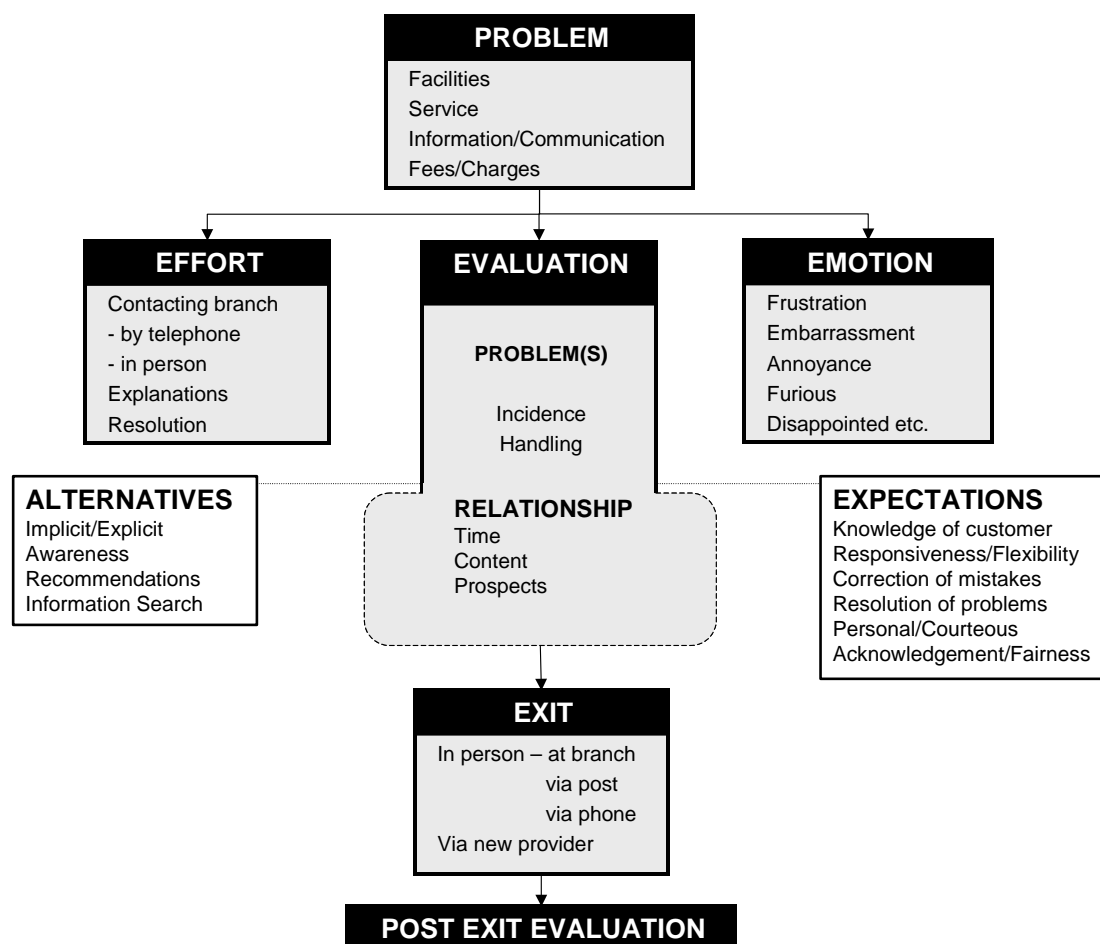 PROBLEM
Facilities
Service
Information/Communication
Fees/Charges
EFFORT
Contacting branch
- by telephone
- in person
Explanations
Resolution
EVALUATION
PROBLEM(S)
Incidence
Handling
EMOTION
Frustration
Embarrassment
Annoyance
Furious
Disappointed etc.
ALTERNATIVES
Implicit/Explicit
Awareness
Recommendations
Information Search
RELATIONSHIP
Time
Content
Prospects
EXPECTATIONS
Knowledge of customer
Responsiveness/Flexibility
Correction of mistakes
Resolution of problems
Personal/Courteous
Acknowledgement/Fairness
EXIT
In person – at branch
via post
via phone
Via new provider
POST EXIT EVALUATION